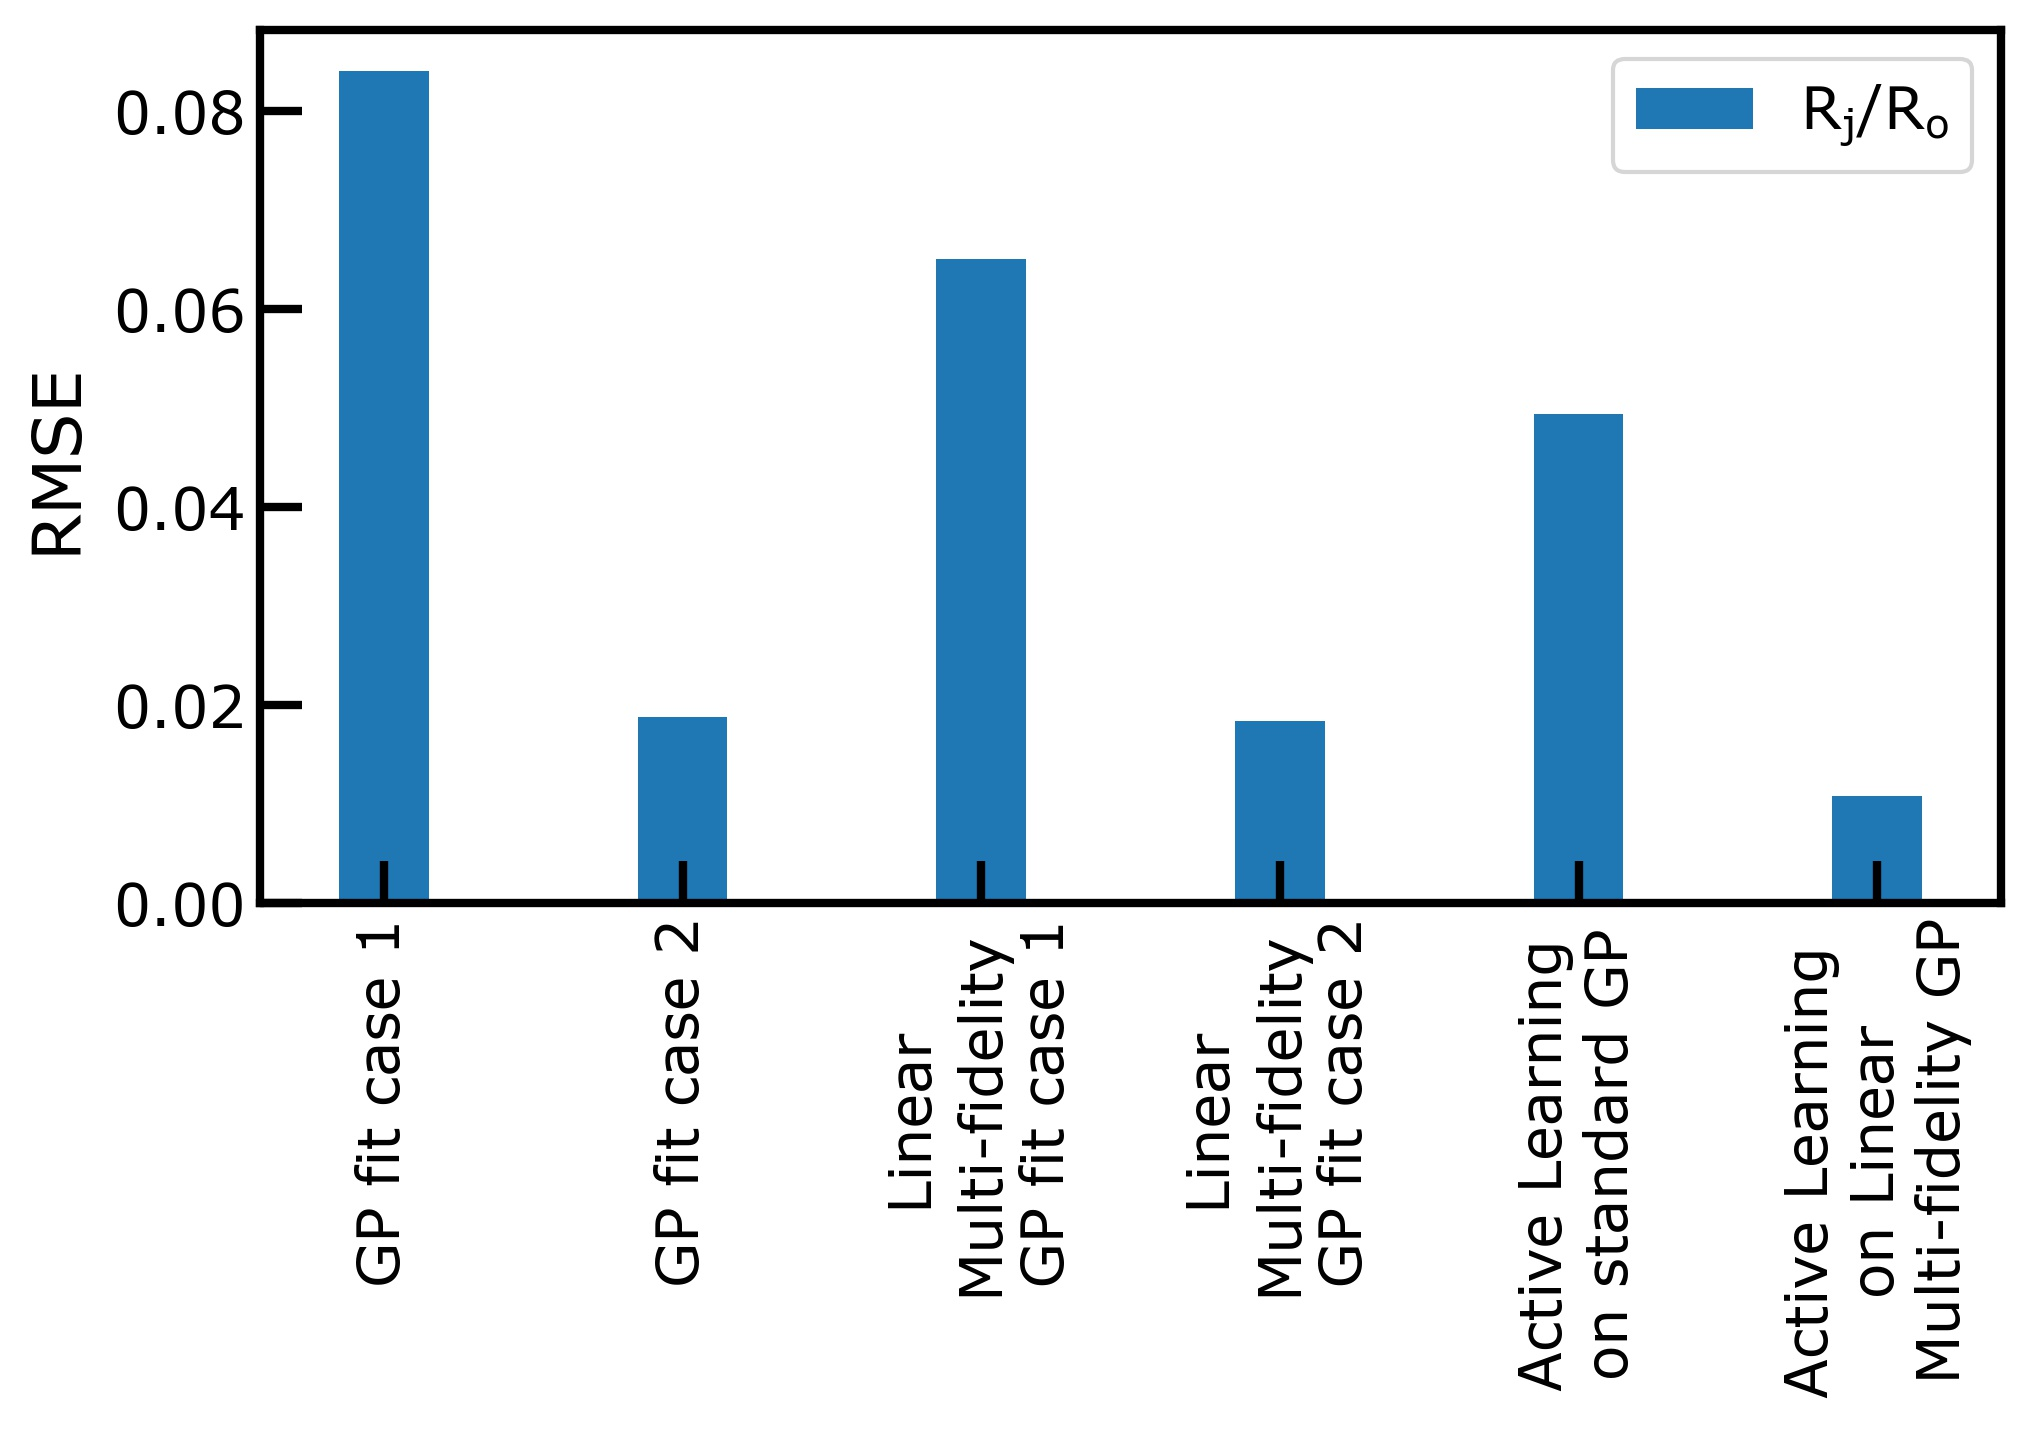 RMSE
0.08
0.06
0.04
0.02
0.00
Rj/Ro
GP fit case 1
GP fit case 2
Linear
Multi-fidelity
GP fit case 1
Linear
Multi-fidelity
GP fit case 2
Active Learning
on standard GP
Active Learning
on Linear
Multi-fidelity GP